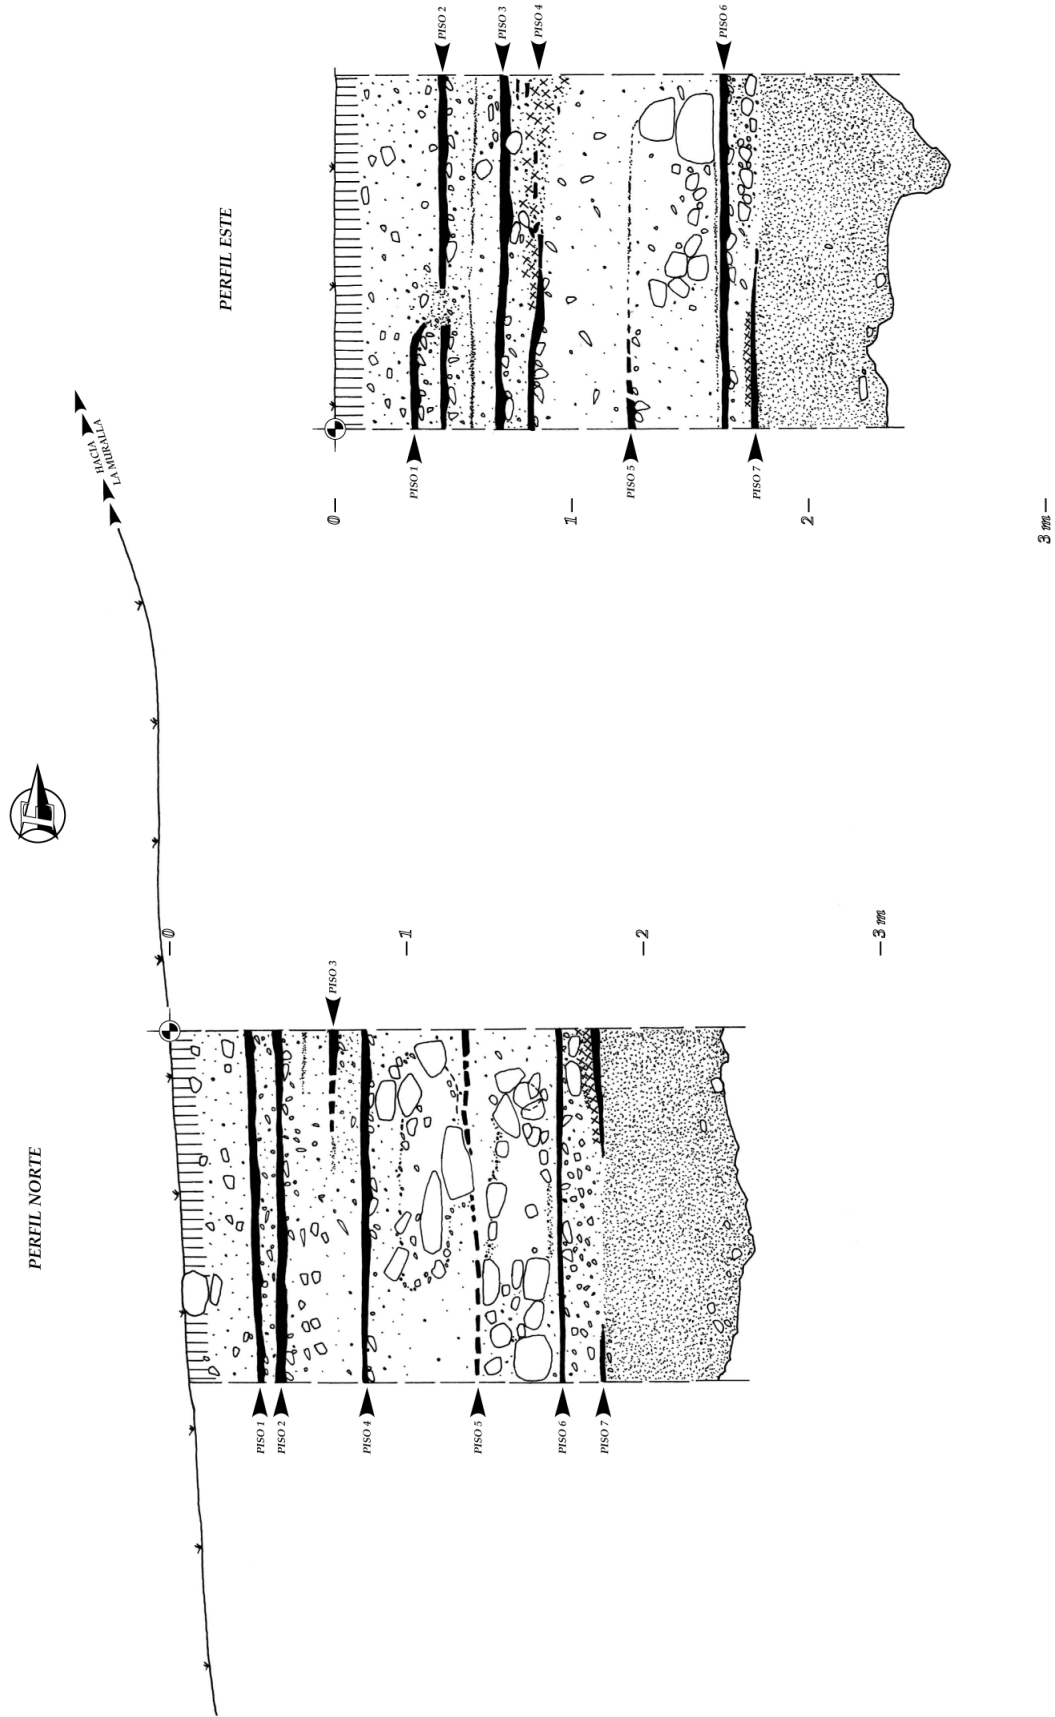 PERFIL NORTE
PERFIL ESTE
HACIA
LA MURALLA
E
0
1
2
3 m
PISO 1
PISO 2
PISO 3
PISO 4
PISO 5
PISO 6
PISO 7
0
1
2
3 m
PISO 1
PISO 2
PISO 3
PISO 4
PISO 5
PISO 6
PISO 7